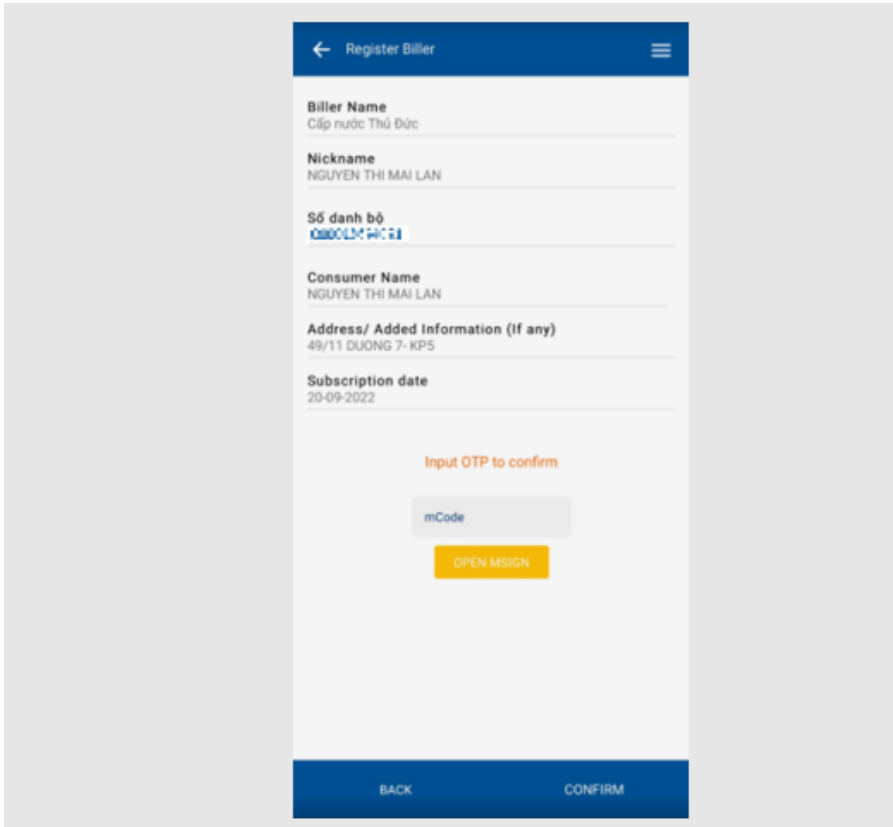 Register Biller
Biller Name
Cấp nước Thủ Đức
Nickname
NGUYEN THI MAI LAN
Số danh bộ
Consumer Name
NGUYEN THI MAI LAN
Address/ Added Information (If any)
49/11 DUONG 7- KP5
Subscription date
20-09-2022
Input OTP to confirm
mCode
OPEN MSIGN
BACK
CONFIRM